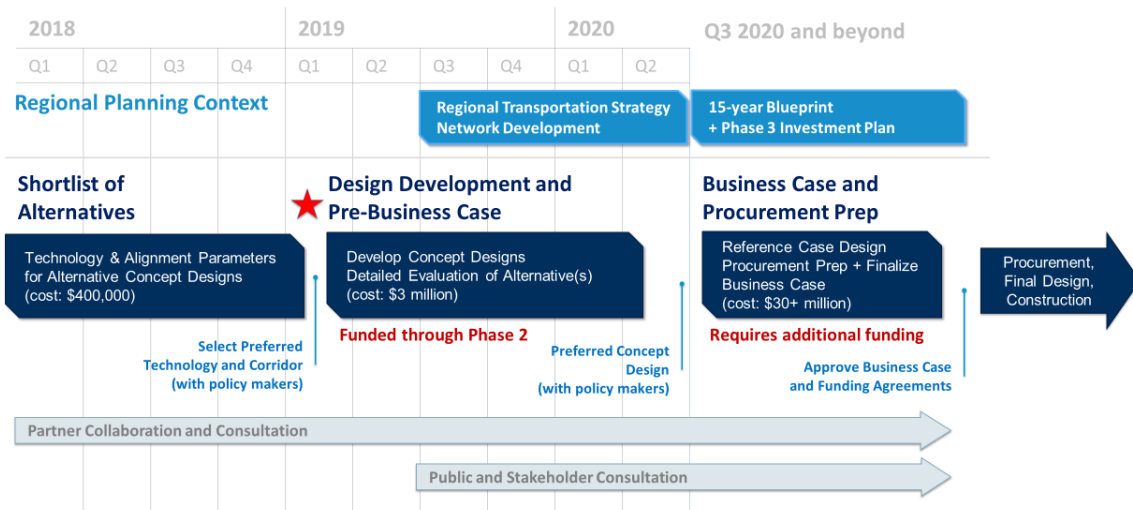 2018
2019
2020
Q3 2020 and beyond
Q1
Q2
Q3
Q4
Q1
Q2
Q3
Q4
Q1
Q2
Regional Planning Context
Regional Transportation Strategy
Network Development
15-year Blueprint
+ Phase 3 Investment Plan
Shortlist of
Alternatives
Design Development and
Pre-Business Case
Business Case and
Procurement Prep
Technology & Alignment Parameters
for Alternative Concept Designs
(cost: $400,000)
Develop Concept Designs
Detailed Evaluation of Alternative(s)
(cost: $3 million)
Reference Case Design
Procurement Prep + Finalize
Business Case
(cost: $30+ million)
Procurement,
Final Design,
Construction
Funded through Phase 2
Requires additional funding
Select Preferred
Technology and Corridor
(with policy makers)
Preferred Concept
Design
(with policy makers)
Approve Business Case
and Funding Agreements
Partner Collaboration and Consultation
Public and Stakeholder Consultation